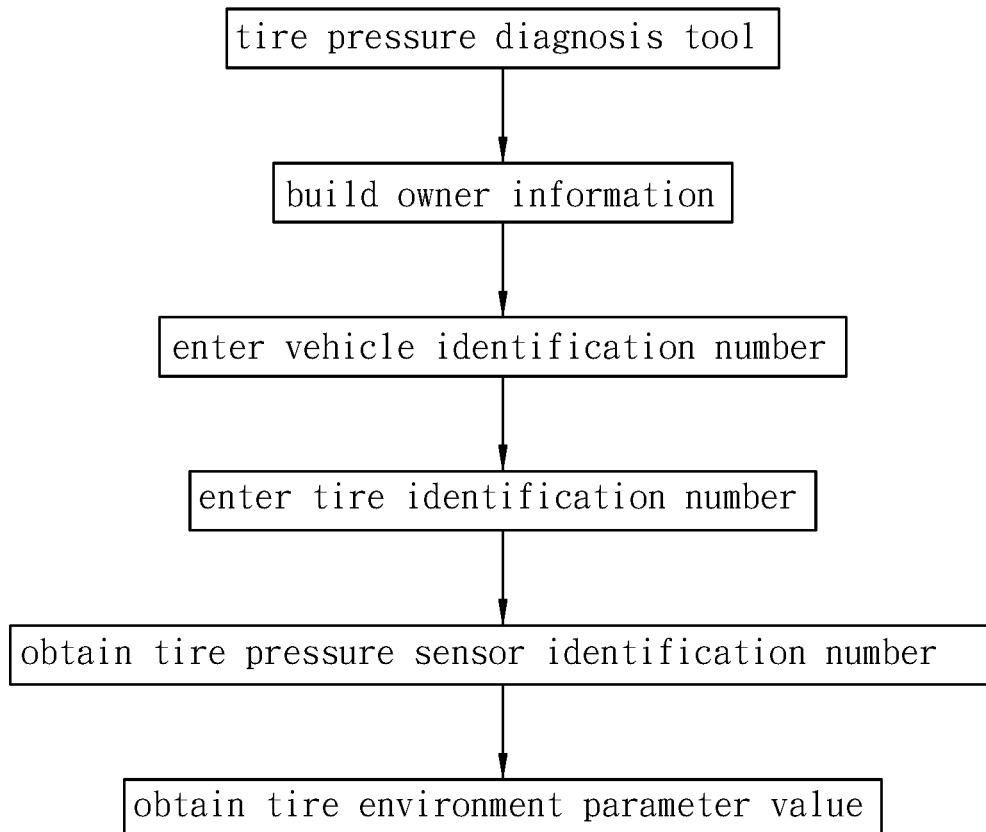 tire pressure diagnosis tool
build owner information
enter vehicle identification number
enter tire identification number
obtain tire pressure sensor identification number
obtain tire environment parameter value